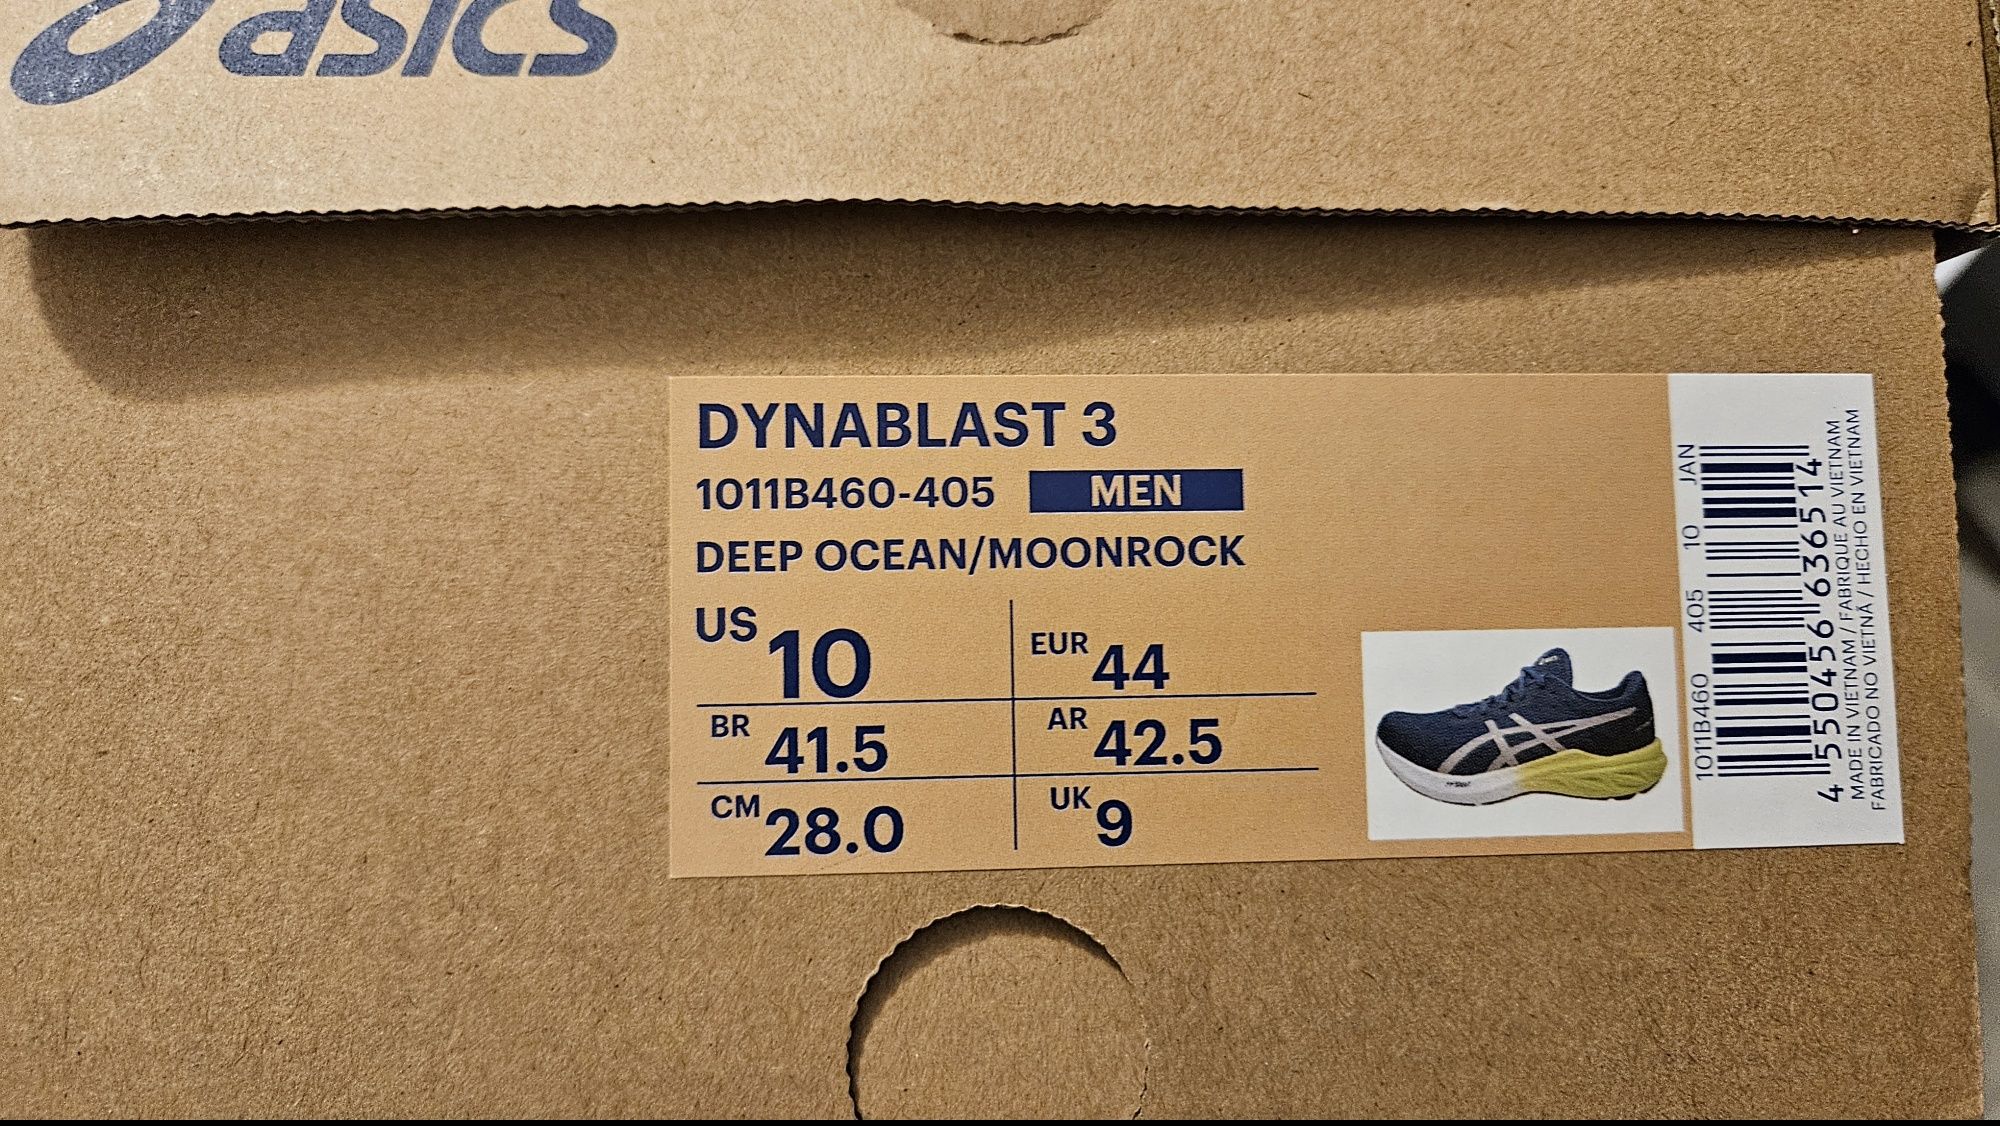 asics
DYNABLAST 3
1011B460-405 MEN
DEEP OCEAN/MOONROCK
US 10 EUR 44
BR 41.5 AR 42.5
CM 28.0 UK 9
1011B460 405 10 JAN
4 550456 636514
MADE IN VIETNAM / FABRIQUE AU VIETNAM
FABRICADO NO VIETNÃ / HECHO EN VIETNAM